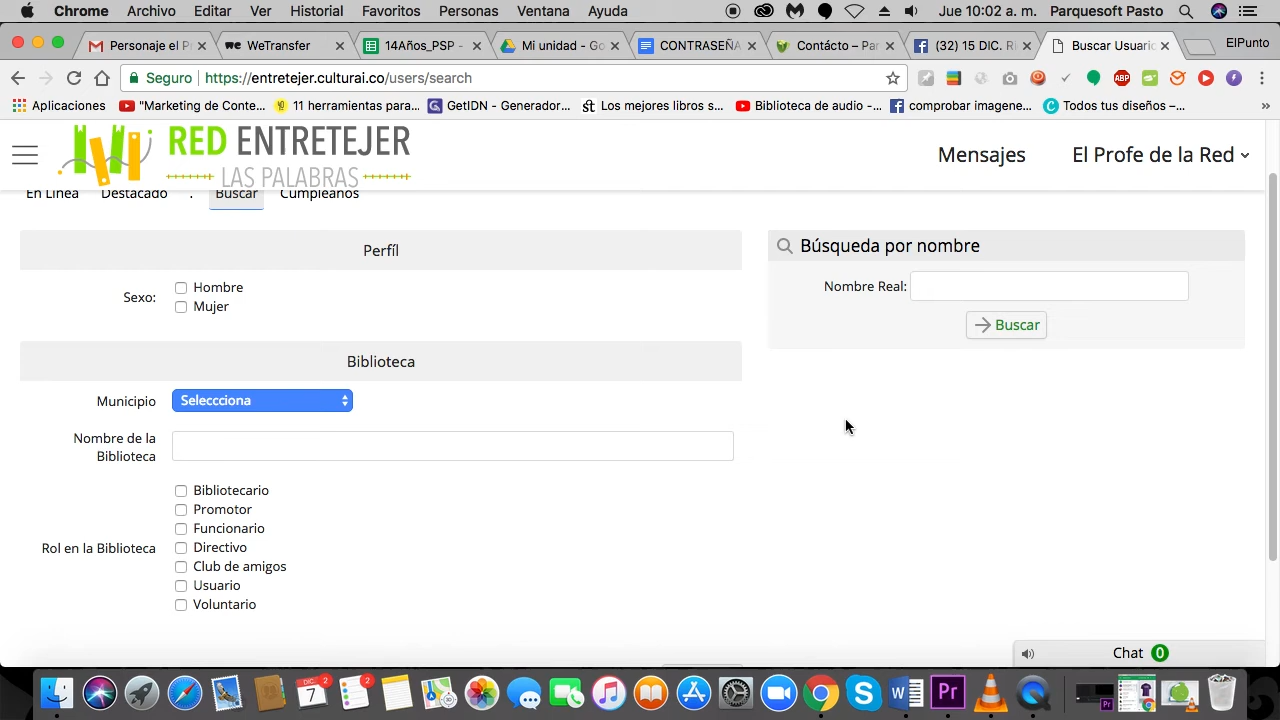 Chrome Archivo Editar Ver Historial Favoritos Personas Ventana Ayuda Jue 10:02 a. m. Parquesoft Pasto
Personaje el P WeTransfer 14Años_PSP - Mi unidad - Go CONTRASEÑA Contácto – Par (32) 15 DIC. RI Buscar Usuario ElPunto
Seguro https://entretejer.culturai.co/users/search
Aplicaciones "Marketing de Conte... 11 herramientas para... GetIDN - Generador... Los mejores libros s... Biblioteca de audio -... comprobar imagene... Todos tus diseños –... »
RED ENTRETEJER
LAS PALABRAS
Mensajes El Profe de la Red
En Línea Destacado . Buscar Cumpleaños
Perfíl
Sexo:
Hombre
Mujer
Biblioteca
Municipio Seleccciona
Nombre de la
Biblioteca
Rol en la Biblioteca
Bibliotecario
Promotor
Funcionario
Directivo
Club de amigos
Usuario
Voluntario
Búsqueda por nombre
Nombre Real:
Buscar
Chat 0